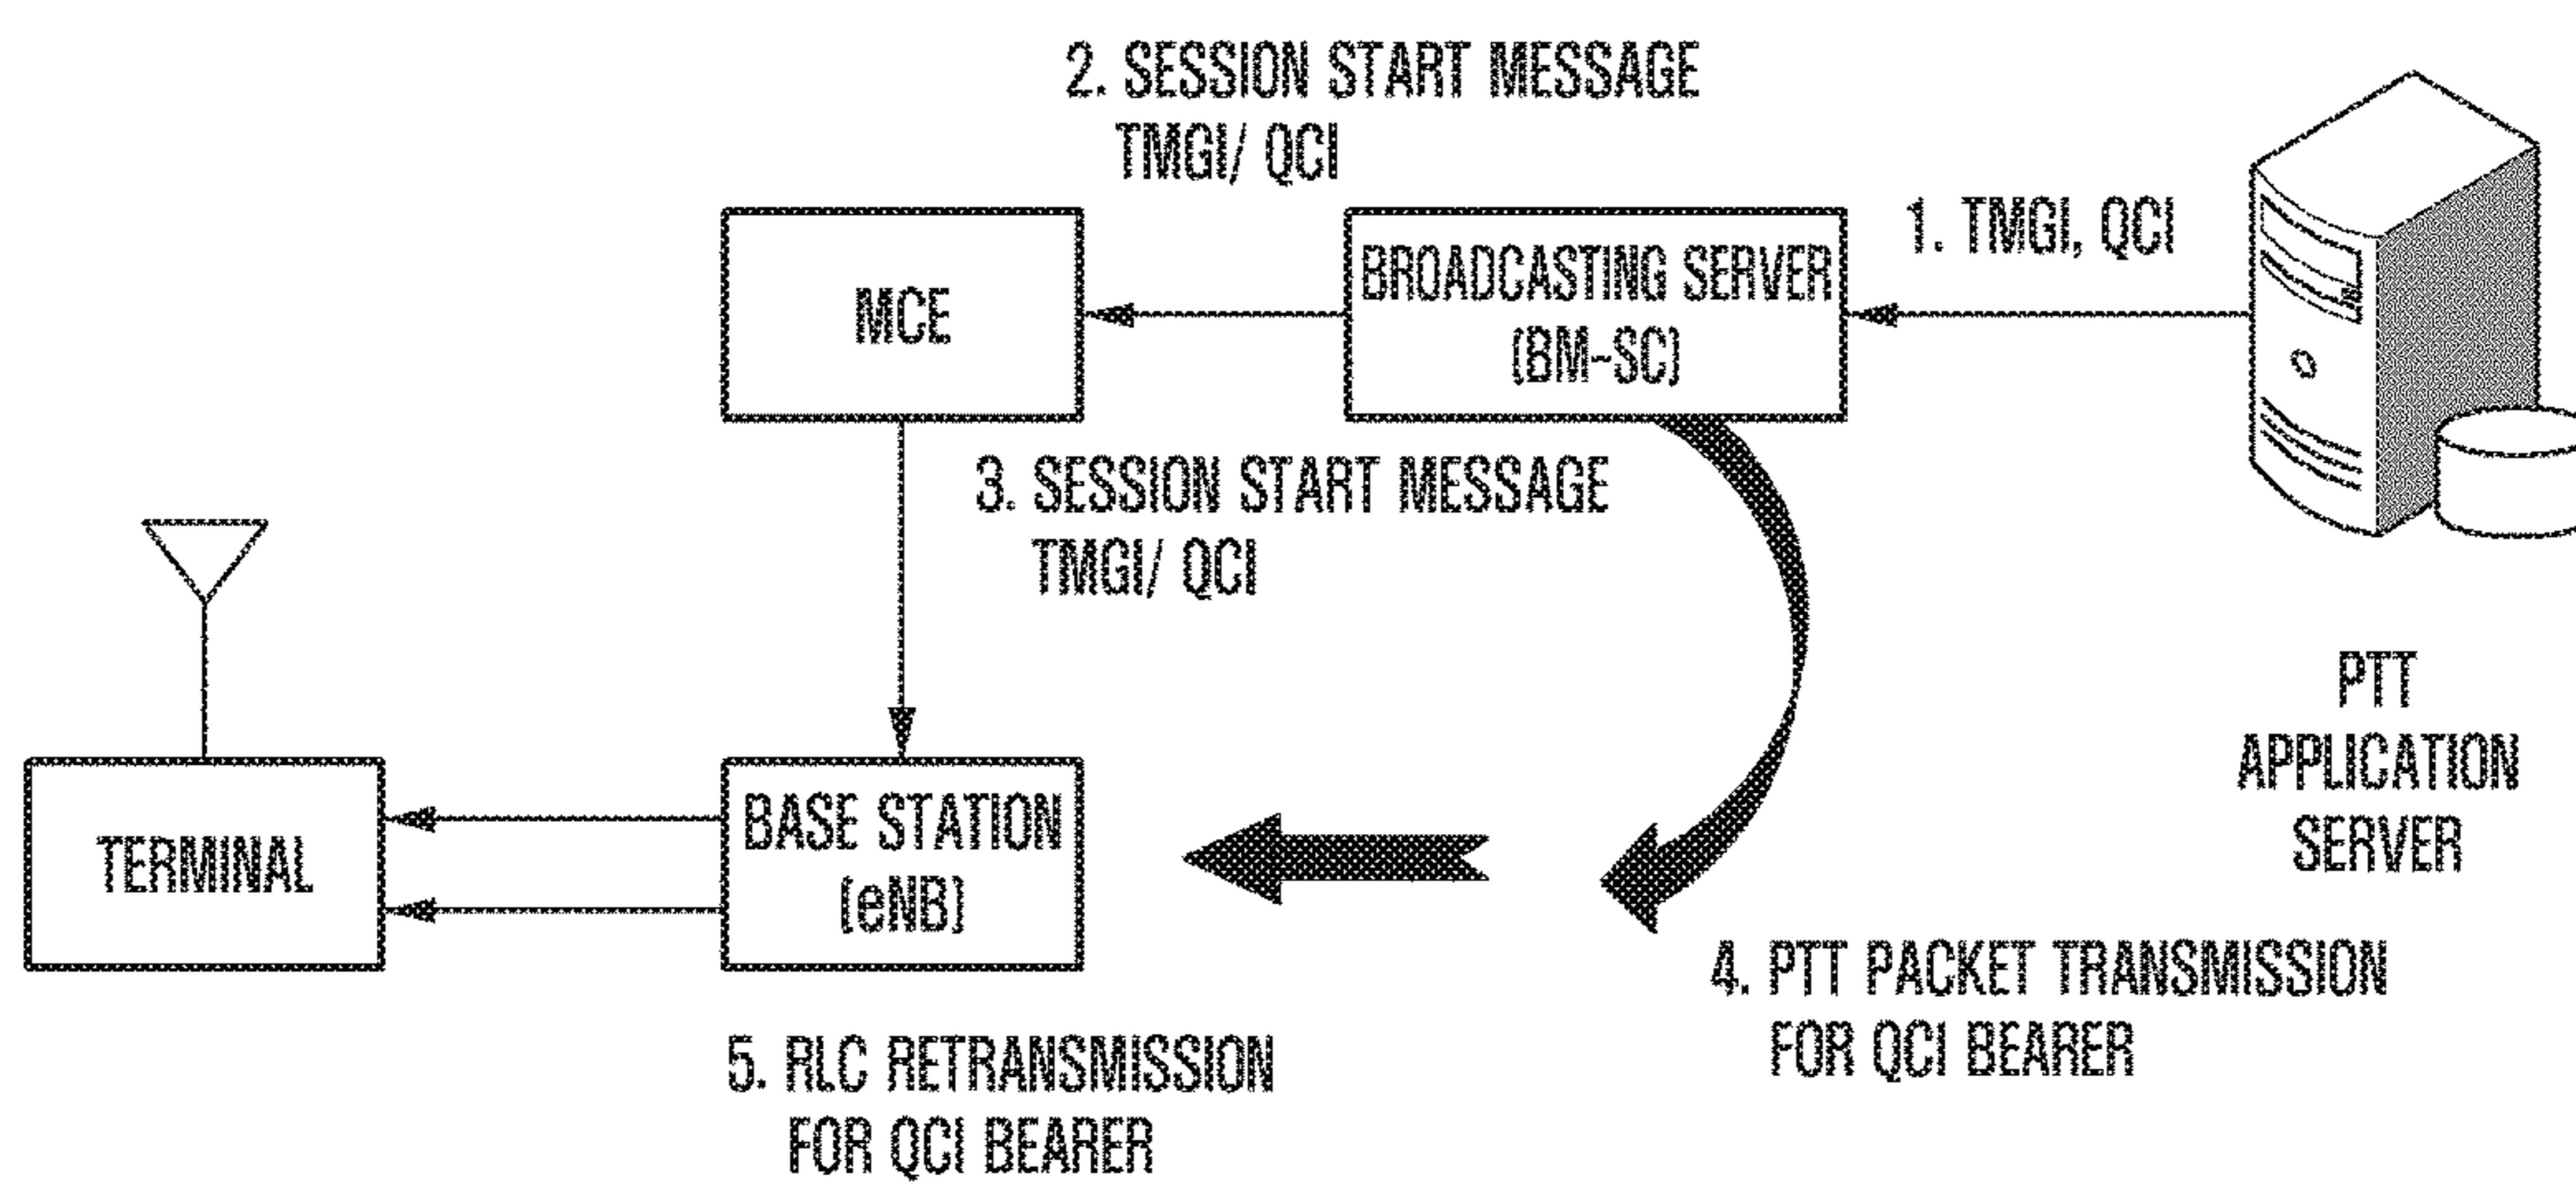 2. SESSION START MESSAGE
TMGI/ QCI
1. TMGI, QCI
MCE
BROADCASTING SERVER
(BM-SC)
3. SESSION START MESSAGE
TMGI/ QCI
PTT
APPLICATION
SERVER
TERMINAL
BASE STATION
(eNB)
4. PTT PACKET TRANSMISSION
FOR QCI BEARER
5. RLC RETRANSMISSION
FOR QCI BEARER